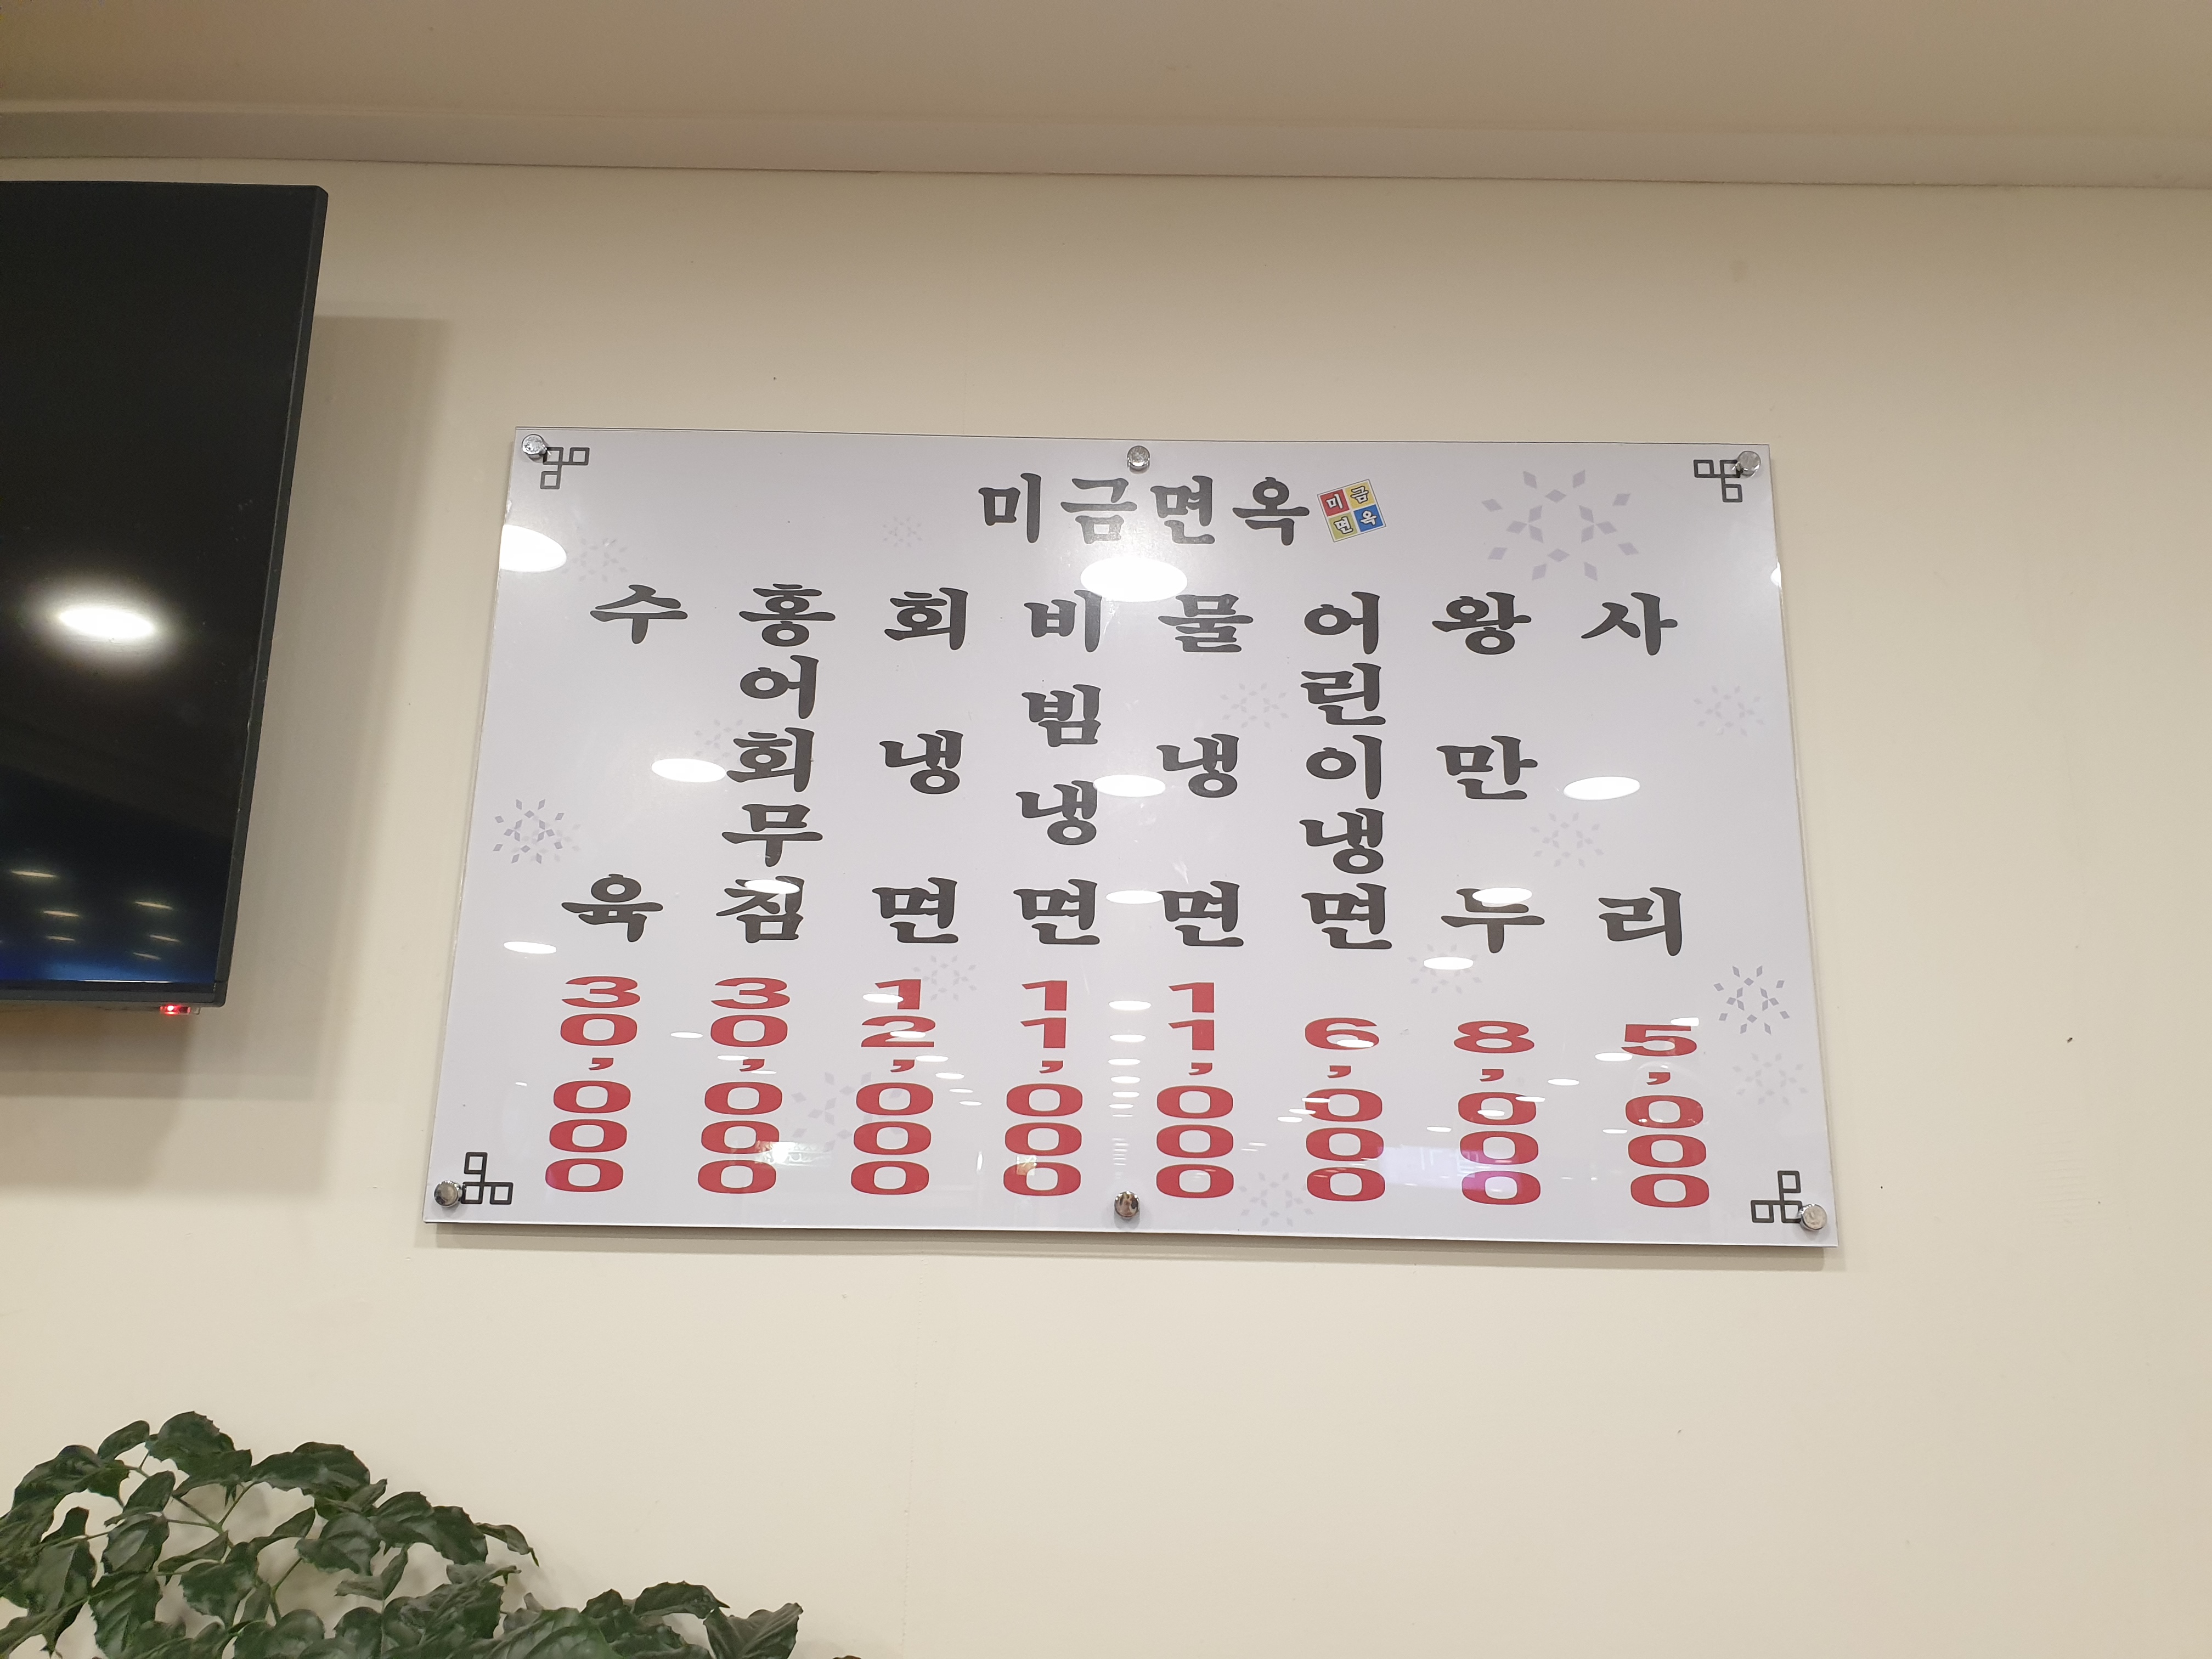 미금면옥
미금
면옥
수육
30,000
홍어회무침
30,000
회냉면
12,000
비빔냉면
11,000
물냉면
11,000
어린이냉면
6,000
왕만두
8,000
사리
5,000